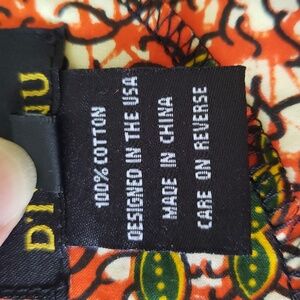 100% COTTON
DESIGNED IN THE USA
MADE IN CHINA
CARE ON REVERSE